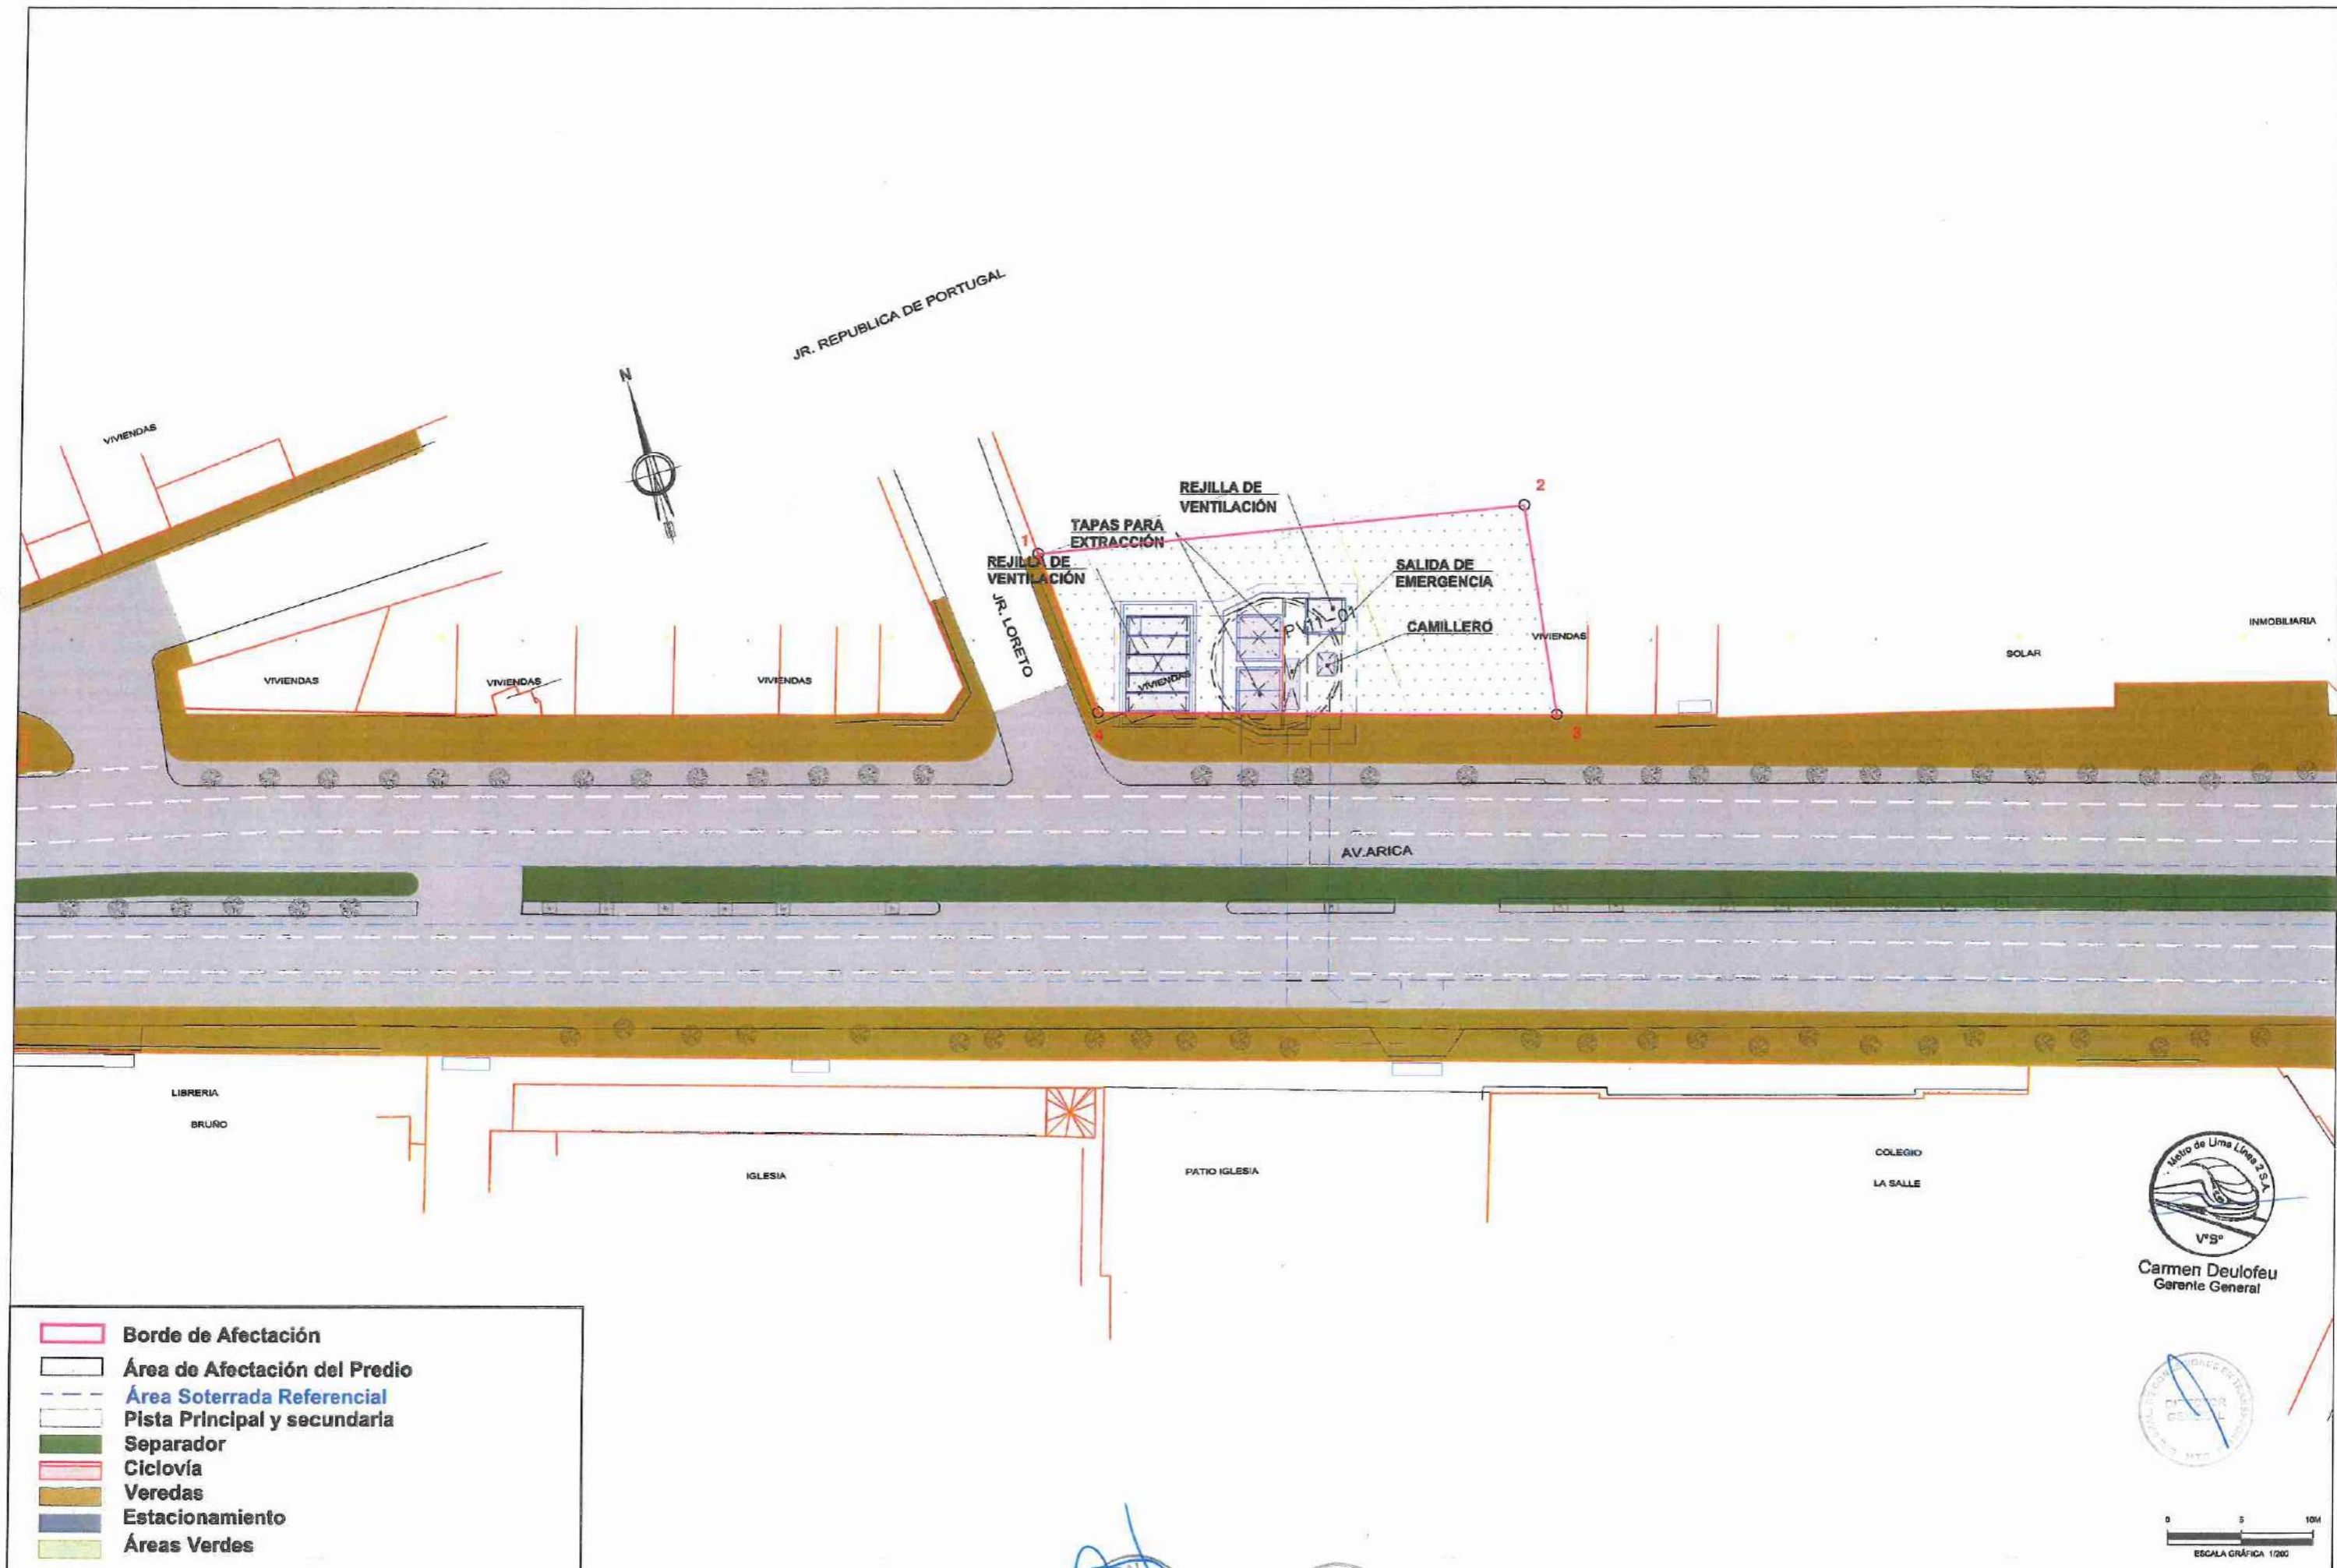 JR. REPUBLICA DE PORTUGAL
N
VIVIENDAS
REJILLA DE
VENTILACIÓN
2
TAPAS PARA
EXTRACCIÓN
1
REJILLA DE
VENTILACIÓN
SALIDA DE
EMERGENCIA
JR. LORETO
PV11-01
CAMILLERO
VIVIENDAS
INMOBILIARIA
SOLAR
VIVIENDAS
VIVIENDAS
VIVIENDAS
VIVIENDAS
4
3
AV.ARICA
LIBRERIA
BRUÑO
IGLESIA
PATIO IGLESIA
COLEGIO
LA SALLE
Metro de Lima Línea 2 S.A.
V°B°
Carmen Deulofeu
Gerente General
Borde de Afectación
Área de Afectación del Predio
Área Soterrada Referencial
Pista Principal y secundaria
Separador
Ciclovía
Veredas
Estacionamiento
Áreas Verdes
0 5 10M
ESCALA GRÁFICA 1/200